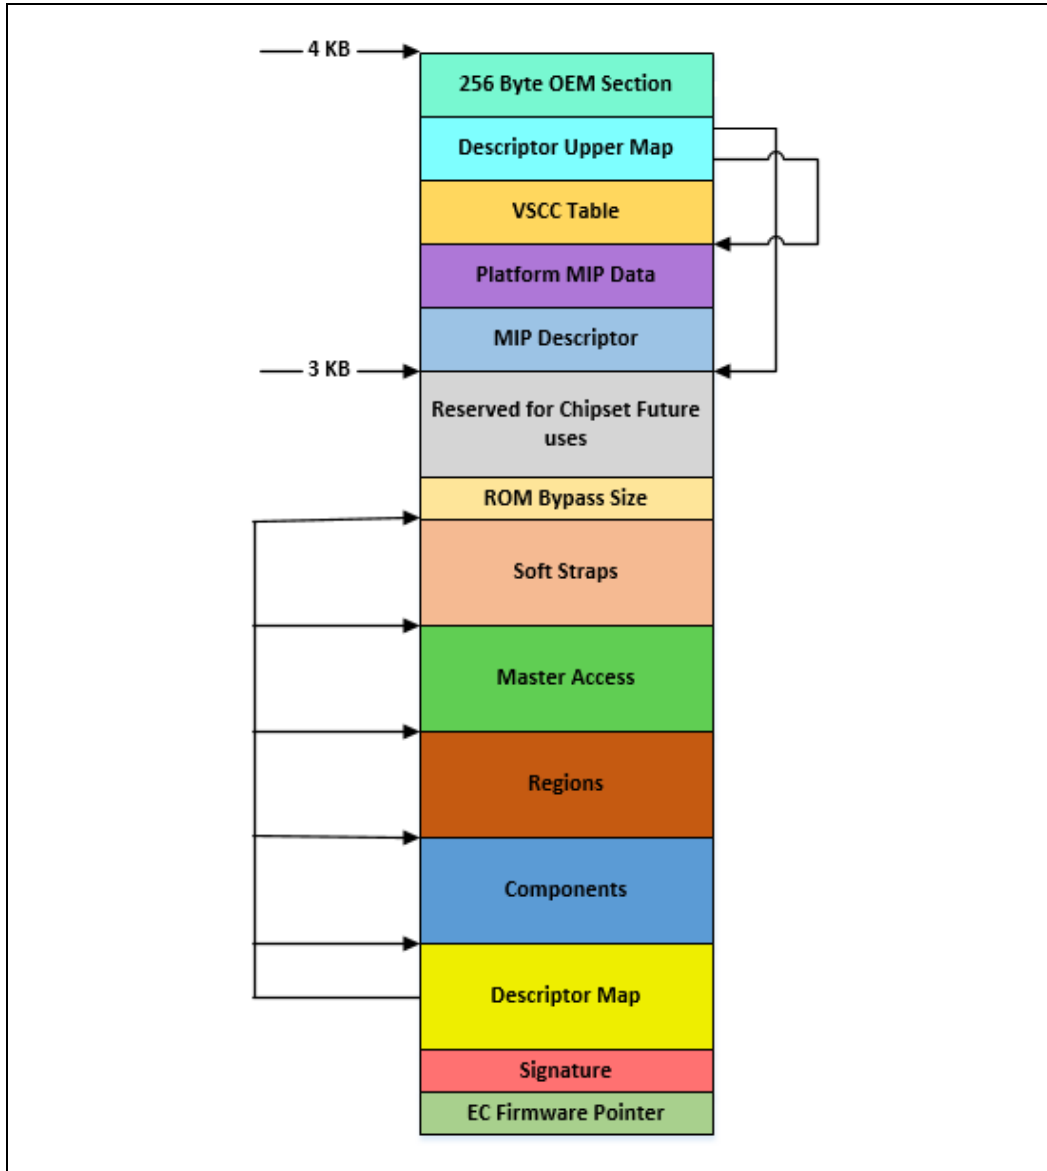 4 KB
256 Byte OEM Section
Descriptor Upper Map
VSCC Table
Platform MIP Data
MIP Descriptor
3 KB
Reserved for Chipset Future
uses
ROM Bypass Size
Soft Straps
Master Access
Regions
Components
Descriptor Map
Signature
EC Firmware Pointer